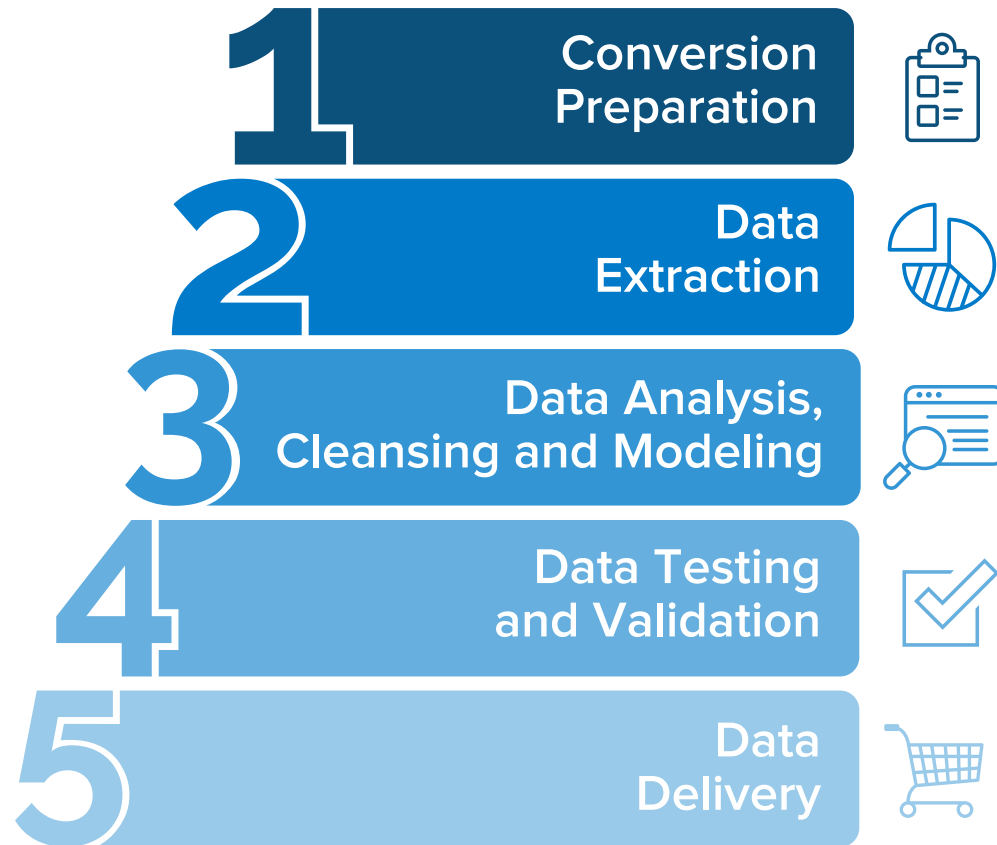 1
Conversion
Preparation
2
Data
Extraction
3
Data Analysis,
Cleansing and Modeling
4
Data Testing
and Validation
5
Data
Delivery